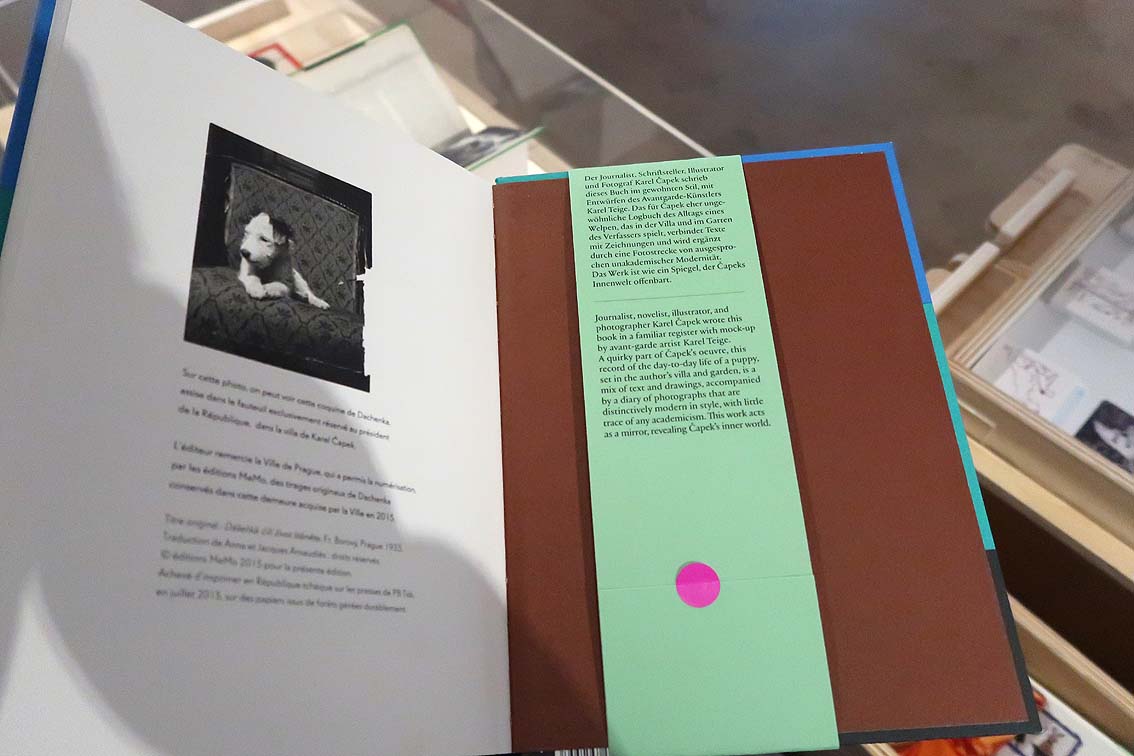 Sur cette photo, on peut voir cette coquine de Dachenka,
assise dans le fauteuil exclusivement réservé au président
de la République, dans la ville de Karel Čapek.
L'éditeur remercie la Ville de Prague, qui a permis la numérisation,
par les éditions MeMo, des tirages originaux de Dachenka
conservés dans cette demeure acquise par la Ville en 2015.
Titre original : Dášeňka čili život štěněte, Fr. Borový, Prague 1933.
Traduction de Anne et Jacques Arnaudiès : droits réservés.
© éditions MeMo 2015 pour la présente édition.
Achevé d'imprimer en République tchèque sur les presses de PB Tisk,
en juillet 2015, sur des papiers issus de forêts gérées durablement.
Der Journalist, Schriftsteller, Illustrator
und Fotograf Karel Čapek schrieb
dieses Buch im gewohnten Stil, mit
Entwürfen des Avantgarde-Künstlers
Karel Teige. Das für Čapek eher unge-
wöhnliche Logbuch des Alltags eines
Welpen, das in der Villa und im Garten
des Verfassers spielt, verbindet Texte
mit Zeichnungen und wird ergänzt
durch eine Fotostrecke von ausgespro-
chen unakademischer Modernität.
Das Werk ist wie ein Spiegel, der Čapeks
Innenwelt offenbart.
Journalist, novelist, illustrator, and
photographer Karel Čapek wrote this
book in a familiar register with mock-up
by avant-garde artist Karel Teige.
A quirky part of Čapek's oeuvre, this
record of the day-to-day life of a puppy,
set in the author's villa and garden, is a
mix of text and drawings, accompanied
by a diary of photographs that are
distinctively modern in style, with little
trace of any academicism. This work acts
as a mirror, revealing Čapek's inner world.